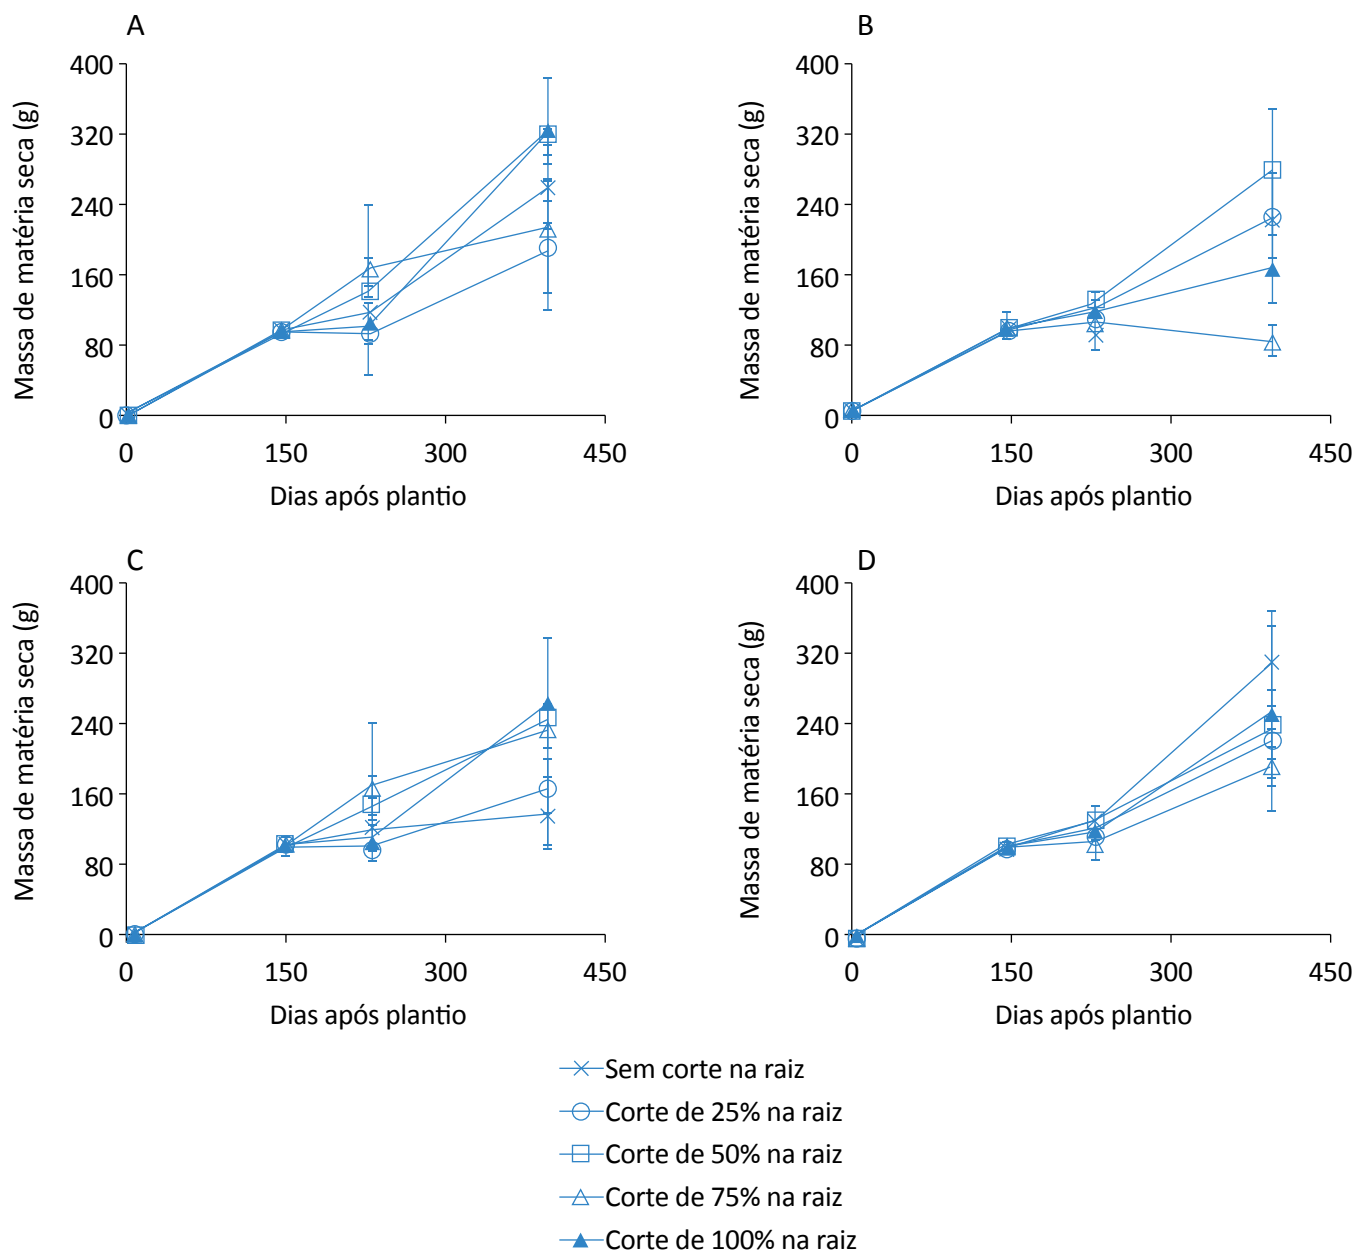 A
Massa de matéria seca (g)
400
320
240
160
80
0
0 150 300 450
Dias após plantio
B
Massa de matéria seca (g)
400
320
240
160
80
0
0 150 300 450
Dias após plantio
C
Massa de matéria seca (g)
400
320
240
160
80
0
0 150 300 450
Dias após plantio
D
Massa de matéria seca (g)
400
320
240
160
80
0
0 150 300 450
Dias após plantio
Sem corte na raiz
Corte de 25% na raiz
Corte de 50% na raiz
Corte de 75% na raiz
Corte de 100% na raiz